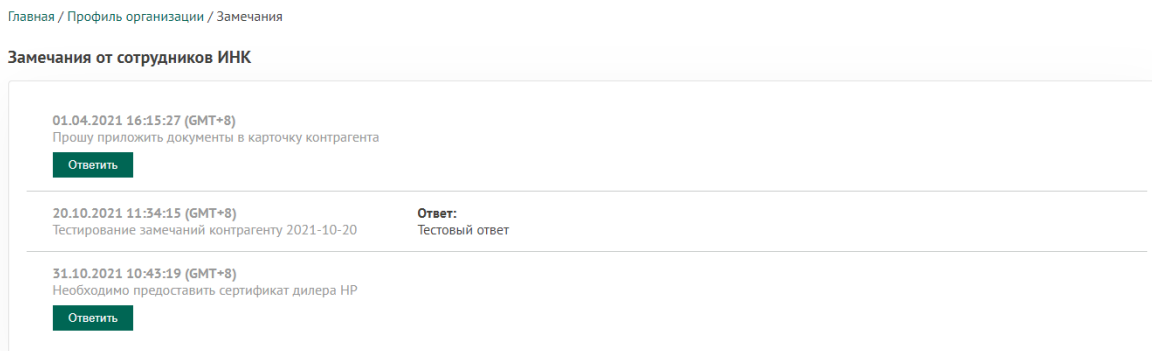 Главная / Профиль организации / Замечания
Замечания от сотрудников ИНК
01.04.2021 16:15:27 (GMT+8)
Прошу приложить документы в карточку контрагента
Ответить
20.10.2021 11:34:15 (GMT+8)
Тестирование замечаний контрагенту 2021-10-20
Ответ:
Тестовый ответ
31.10.2021 10:43:19 (GMT+8)
Необходимо предоставить сертификат дилера HP
Ответить